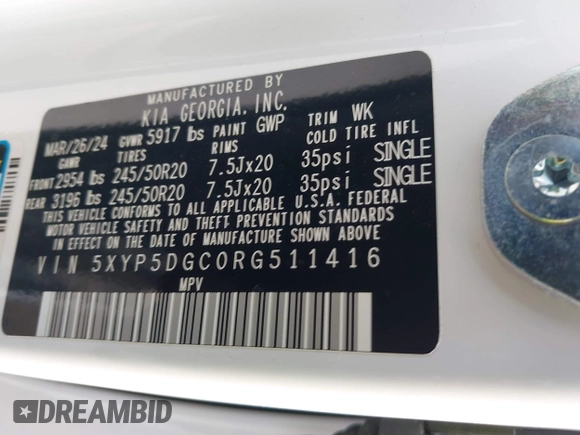 MANUFACTURED BY
KIA GEORGIA, INC.
MAR/26/24 GVWR 5917 lbs PAINT GWP TRIM WK
GAWR TIRES RIMS COLD TIRE INFL
FRONT 2954 lbs 245/50R20 7.5Jx20 35psi SINGLE
REAR 3196 lbs 245/50R20 7.5Jx20 35psi SINGLE
THIS VEHICLE CONFORMS TO ALL APPLICABLE U.S.A. FEDERAL
MOTOR VEHICLE SAFETY AND THEFT PREVENTION STANDARDS
IN EFFECT ON THE DATE OF MANUFACTURE SHOWN ABOVE
VIN 5XYP5DGC0RG511416
MPV
DREAMBID